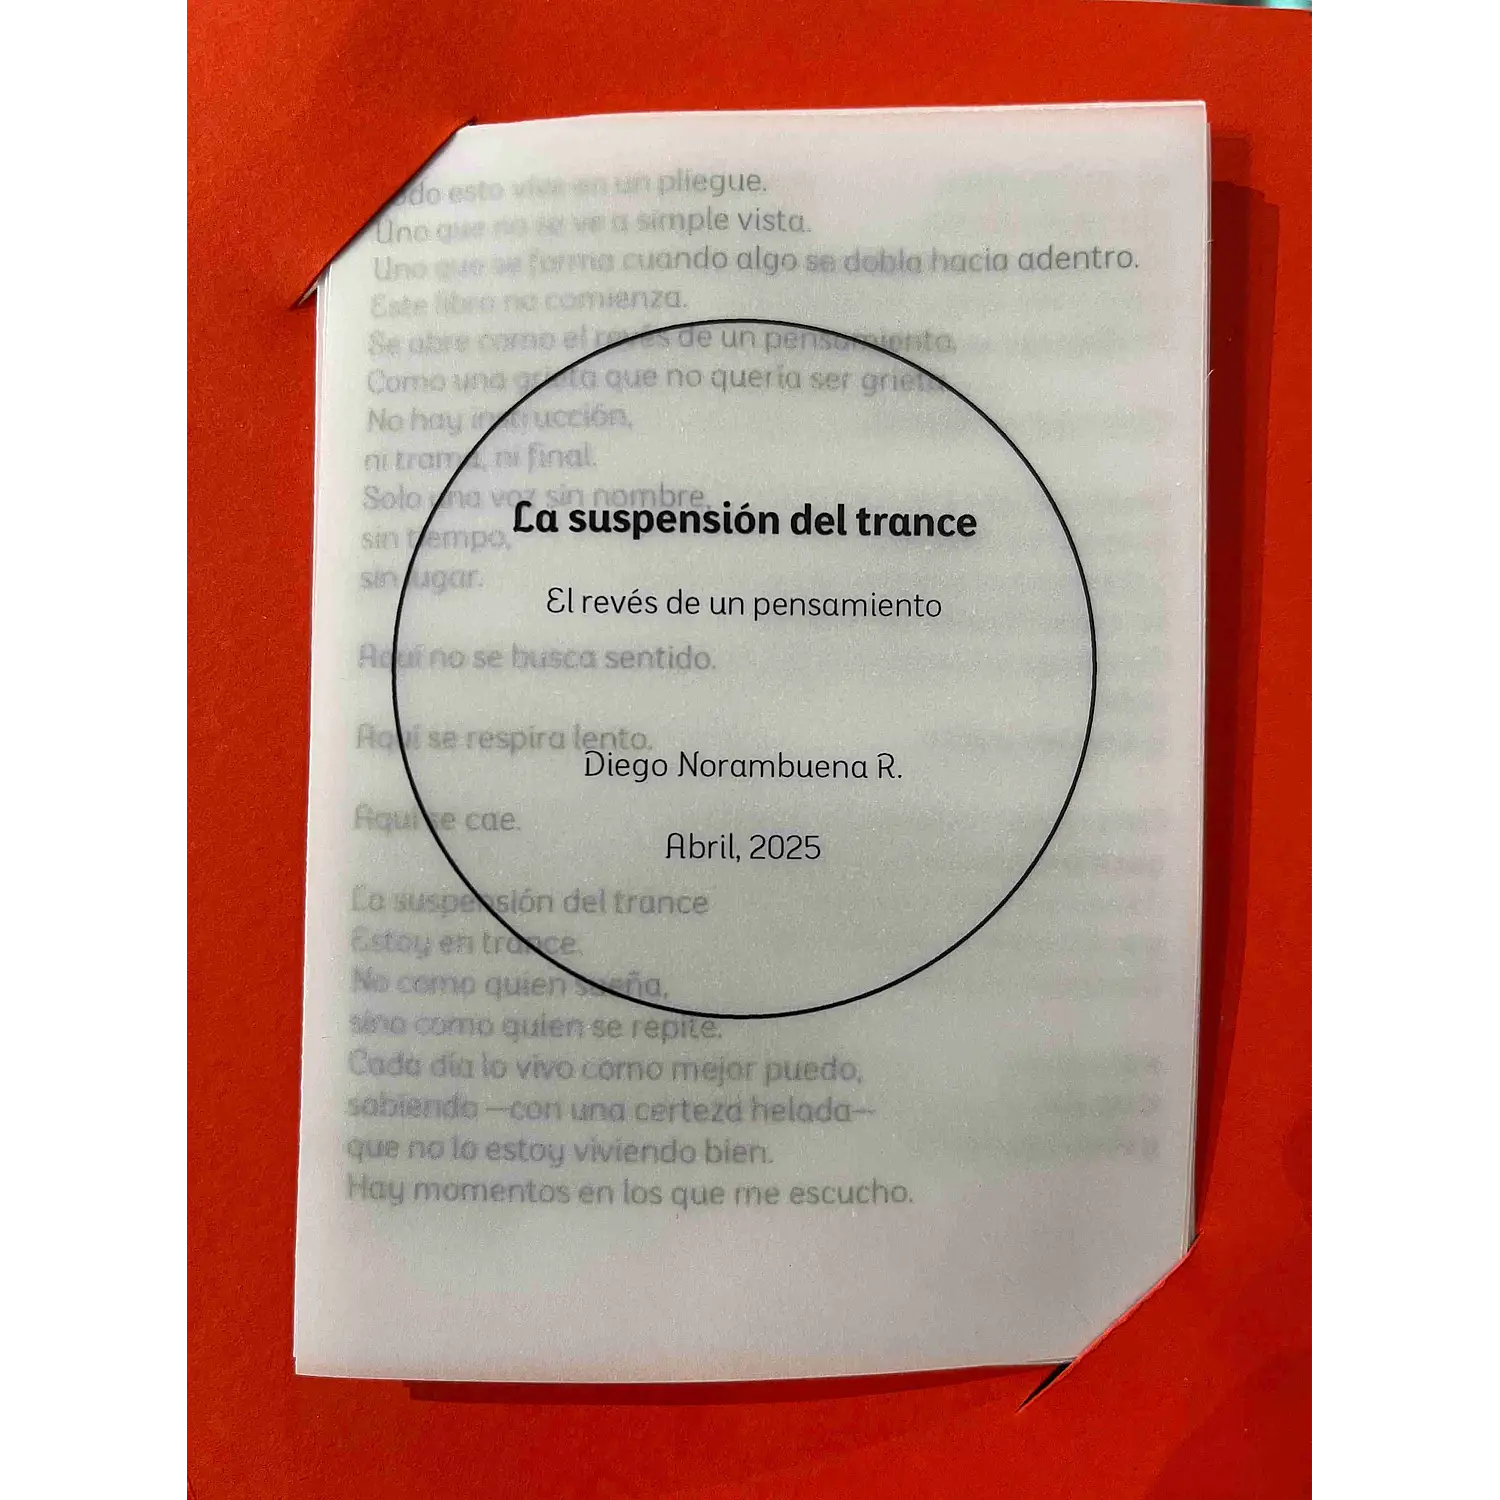 La suspensión del trance
El revés de un pensamiento
Diego Norambuena R.
Abril, 2025
do esto vive en un pliegue.
Uno que no se ve a simple vista.
Uno que se forma cuando algo se dobla hacia adentro.
Este libro no comienza.
Se abre como el revés de un pensamiento,
Como una grieta que no quería ser grieta.
No hay instrucción,
ni trama, ni final.
Solo una voz sin nombre,
sin tiempo,
sin lugar.
Aquí no se busca sentido.
Aquí se respira lento.
Aquí se cae.
La suspensión del trance
Estoy en trance.
No como quien sueña,
sino como quien se repite.
Cada día lo vivo como mejor puedo,
sabiendo —con una certeza helada—
que no lo estoy viviendo bien.
Hay momentos en los que me escucho.